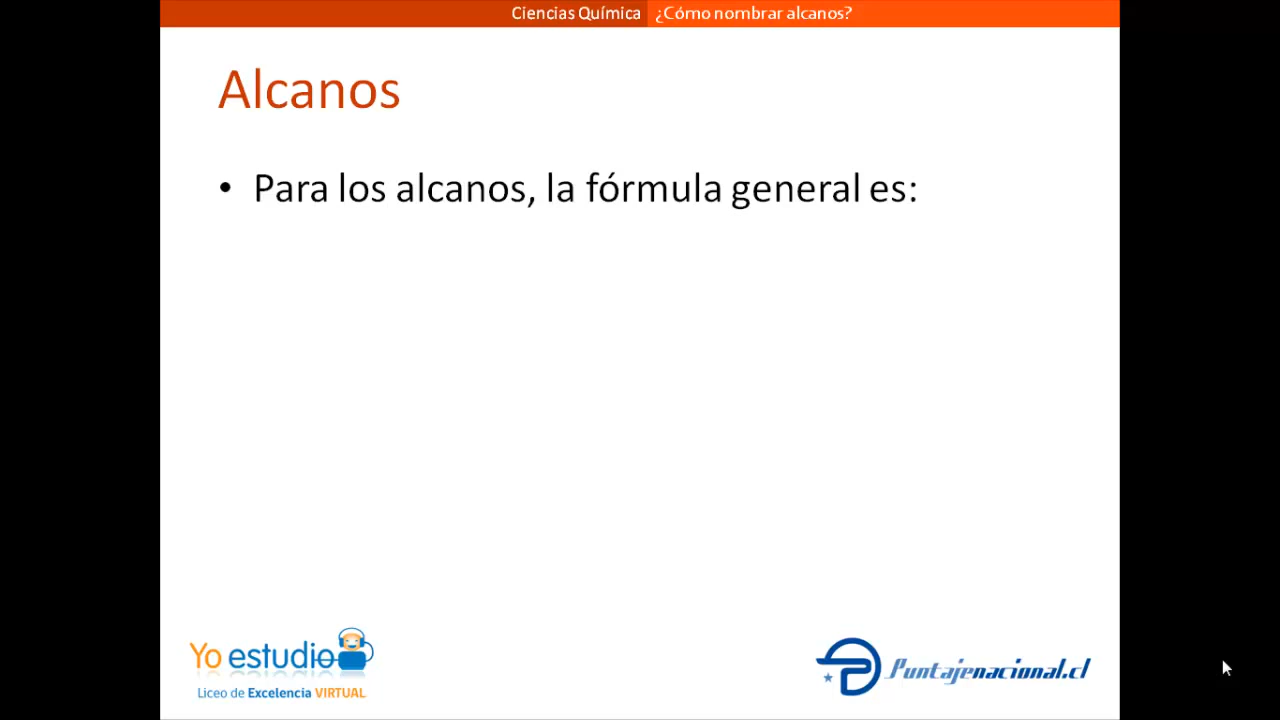 Ciencias Química ¿Cómo nombrar alcanos?
Alcanos
• Para los alcanos, la fórmula general es:
Yo estudio
Liceo de Excelencia VIRTUAL
Puntajenacional.cl